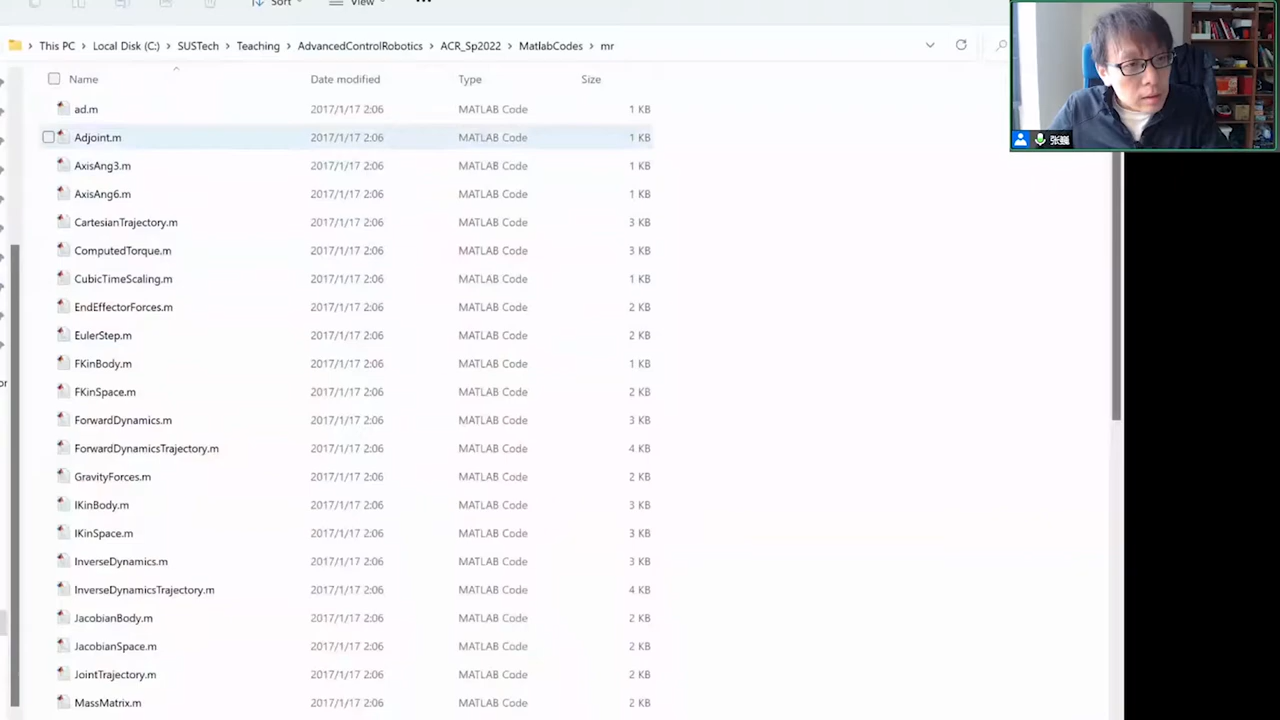 Sort
View
This PC > Local Disk (C:) > SUSTech > Teaching > AdvancedControlRobotics > ACR_Sp2022 > MatlabCodes > mr
Name Date modified Type Size
ad.m 2017/1/17 2:06 MATLAB Code 1 KB
Adjoint.m 2017/1/17 2:06 MATLAB Code 1 KB
AxisAng3.m 2017/1/17 2:06 MATLAB Code 1 KB
AxisAng6.m 2017/1/17 2:06 MATLAB Code 1 KB
CartesianTrajectory.m 2017/1/17 2:06 MATLAB Code 3 KB
ComputedTorque.m 2017/1/17 2:06 MATLAB Code 3 KB
CubicTimeScaling.m 2017/1/17 2:06 MATLAB Code 1 KB
EndEffectorForces.m 2017/1/17 2:06 MATLAB Code 2 KB
EulerStep.m 2017/1/17 2:06 MATLAB Code 2 KB
FKinBody.m 2017/1/17 2:06 MATLAB Code 1 KB
or
FKinSpace.m 2017/1/17 2:06 MATLAB Code 2 KB
ForwardDynamics.m 2017/1/17 2:06 MATLAB Code 3 KB
ForwardDynamicsTrajectory.m 2017/1/17 2:06 MATLAB Code 4 KB
GravityForces.m 2017/1/17 2:06 MATLAB Code 2 KB
IKinBody.m 2017/1/17 2:06 MATLAB Code 3 KB
IKinSpace.m 2017/1/17 2:06 MATLAB Code 3 KB
InverseDynamics.m 2017/1/17 2:06 MATLAB Code 3 KB
InverseDynamicsTrajectory.m 2017/1/17 2:06 MATLAB Code 4 KB
JacobianBody.m 2017/1/17 2:06 MATLAB Code 2 KB
JacobianSpace.m 2017/1/17 2:06 MATLAB Code 2 KB
JointTrajectory.m 2017/1/17 2:06 MATLAB Code 2 KB
MassMatrix.m 2017/1/17 2:06 MATLAB Code 2 KB